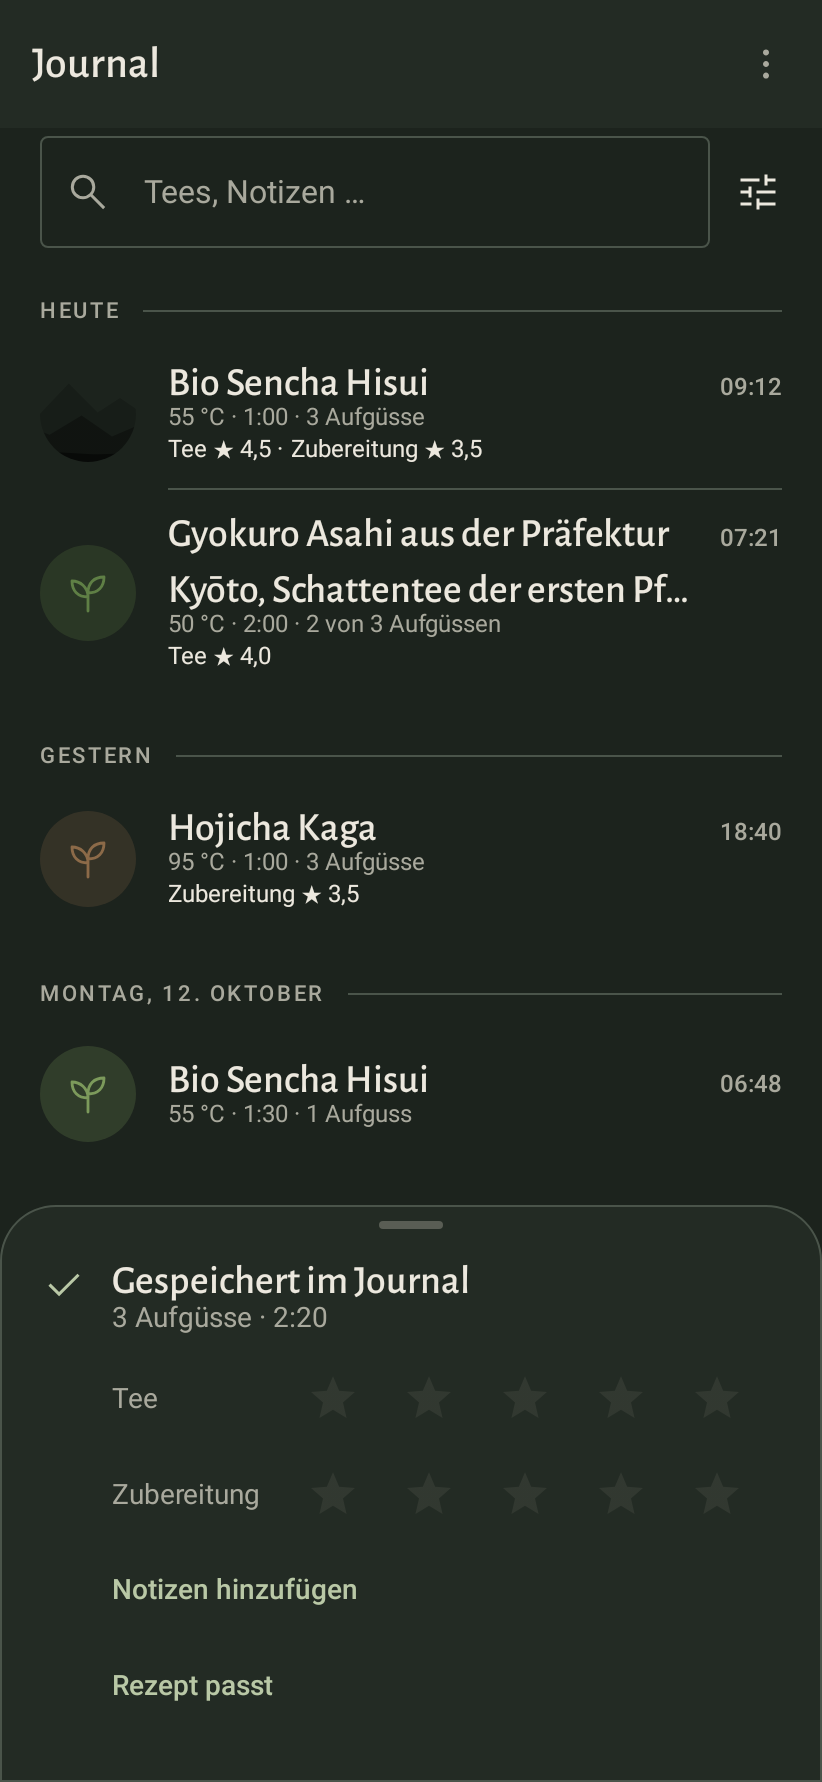 Journal
Tees, Notizen ...
HEUTE
Bio Sencha Hisui
09:12
55 °C · 1:00 · 3 Aufgüsse
Tee ★ 4,5 · Zubereitung ★ 3,5
Gyokuro Asahi aus der Präfektur
07:21
Kyōto, Schattentee der ersten Pf...
50 °C · 2:00 · 2 von 3 Aufgüssen
Tee ★ 4,0
GESTERN
Hojicha Kaga
18:40
95 °C · 1:00 · 3 Aufgüsse
Zubereitung ★ 3,5
MONTAG, 12. OKTOBER
Bio Sencha Hisui
06:48
55 °C · 1:30 · 1 Aufguss
Gespeichert im Journal
3 Aufgüsse · 2:20
Tee
Zubereitung
Notizen hinzufügen
Rezept passt